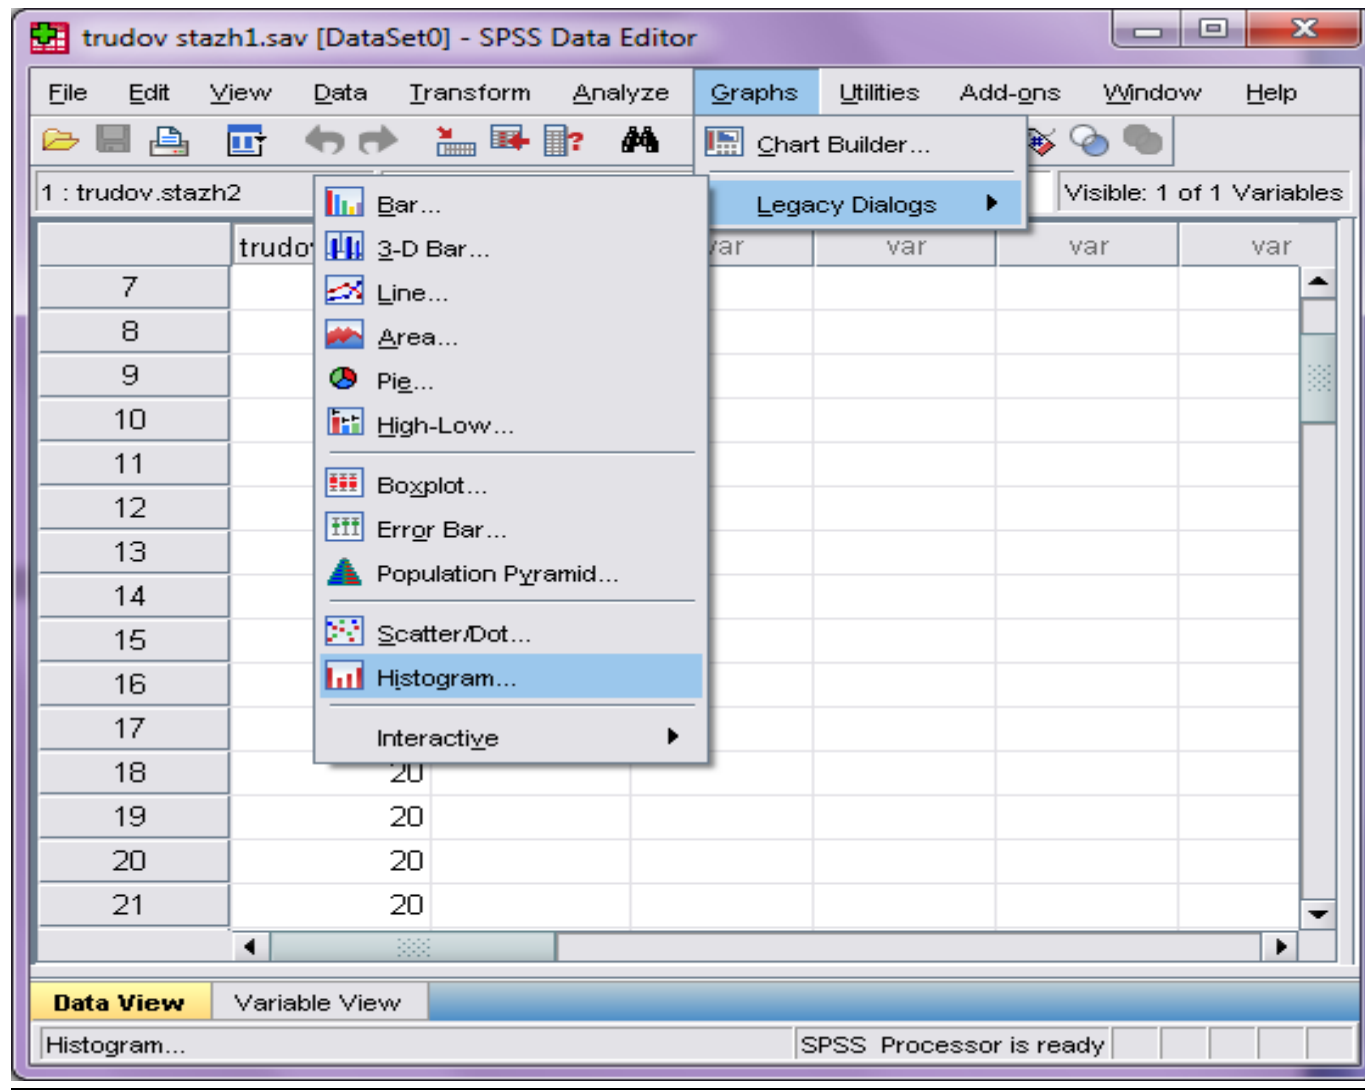 trudov stazh1.sav [DataSet0] - SPSS Data Editor
File Edit View Data Transform Analyze Graphs Utilities Add-ons Window Help
Chart Builder...
1 : trudov.stazh2
Visible: 1 of 1 Variables
Legacy Dialogs
Bar...
3-D Bar...
Line...
Area...
Pie...
High-Low...
Boxplot...
Error Bar...
Population Pyramid...
Scatter/Dot...
Histogram...
Interactive
var var var
7
8
9
10
11
12
13
14
15
16
17
18 20
19 20
20 20
21 20
Data View Variable View
Histogram...
SPSS Processor is ready